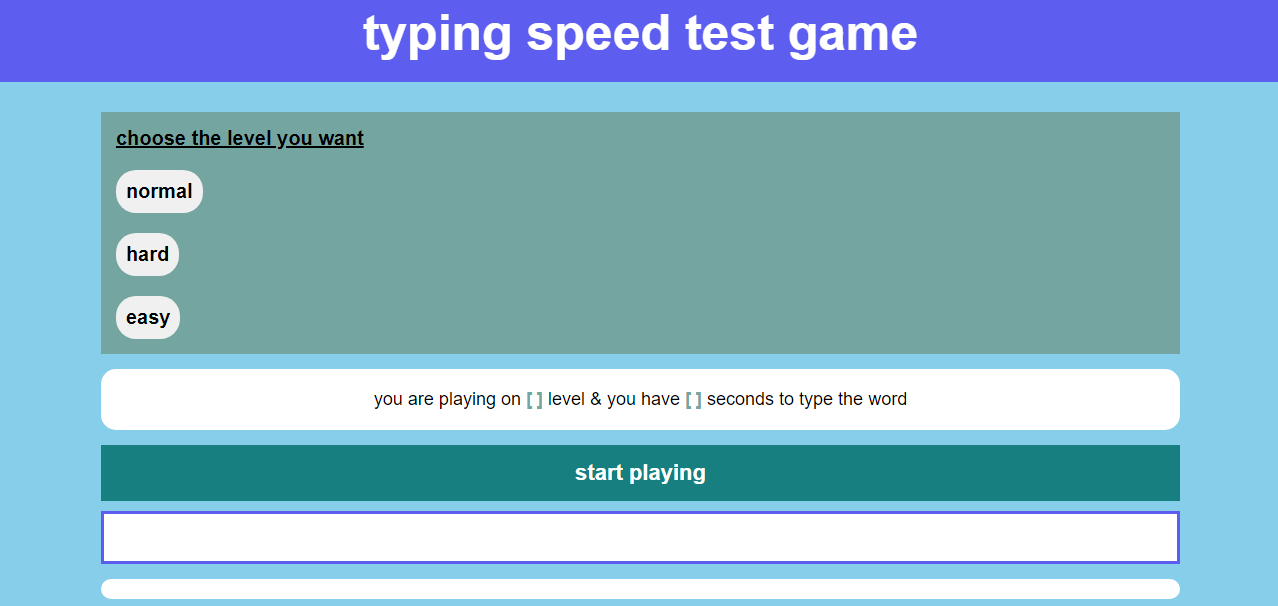 typing speed test game
choose the level you want
normal
hard
easy
you are playing on [ ] level & you have [ ] seconds to type the word
start playing